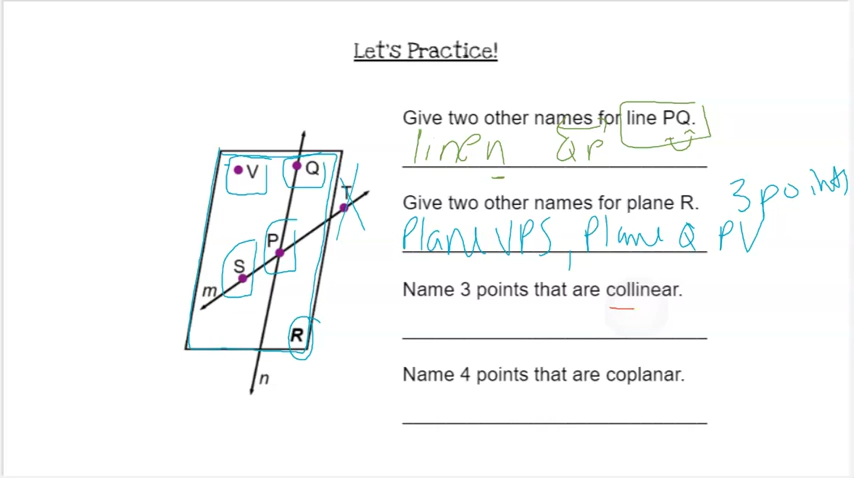 Let's Practice!
Give two other names for line PQ.
line n QP
Give two other names for plane R.
3 points
Plane VPS, Plane QPV
Name 3 points that are collinear.
Name 4 points that are coplanar.
V
Q
T
P
S
m
R
n